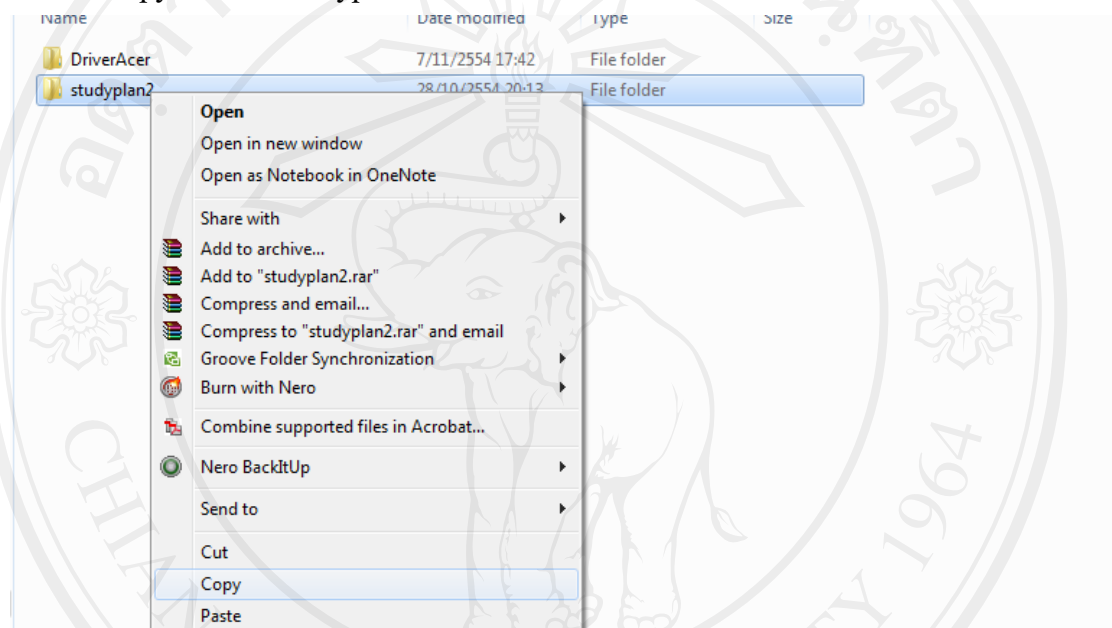 Name Date modified Type Size
DriverAcer 7/11/2554 17:42 File folder
studyplan2 28/10/2554 20:13 File folder
Open
Open in new window
Open as Notebook in OneNote
Share with
Add to archive...
Add to "studyplan2.rar"
Compress and email...
Compress to "studyplan2.rar" and email
Groove Folder Synchronization
Burn with Nero
Combine supported files in Acrobat...
Nero BackItUp
Send to
Cut
Copy
Paste
1964